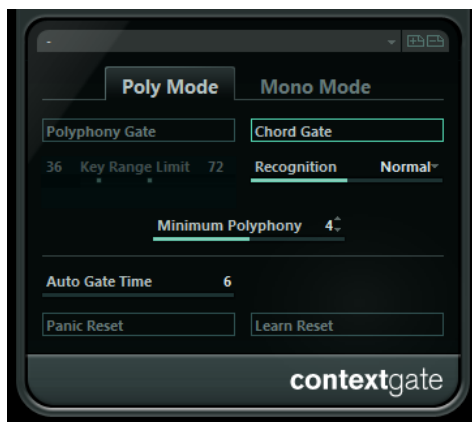 -
Poly Mode Mono Mode
Polyphony Gate Chord Gate
36 Key Range Limit 72 Recognition Normal
Minimum Polyphony 4
Auto Gate Time 6
Panic Reset Learn Reset
contextgate